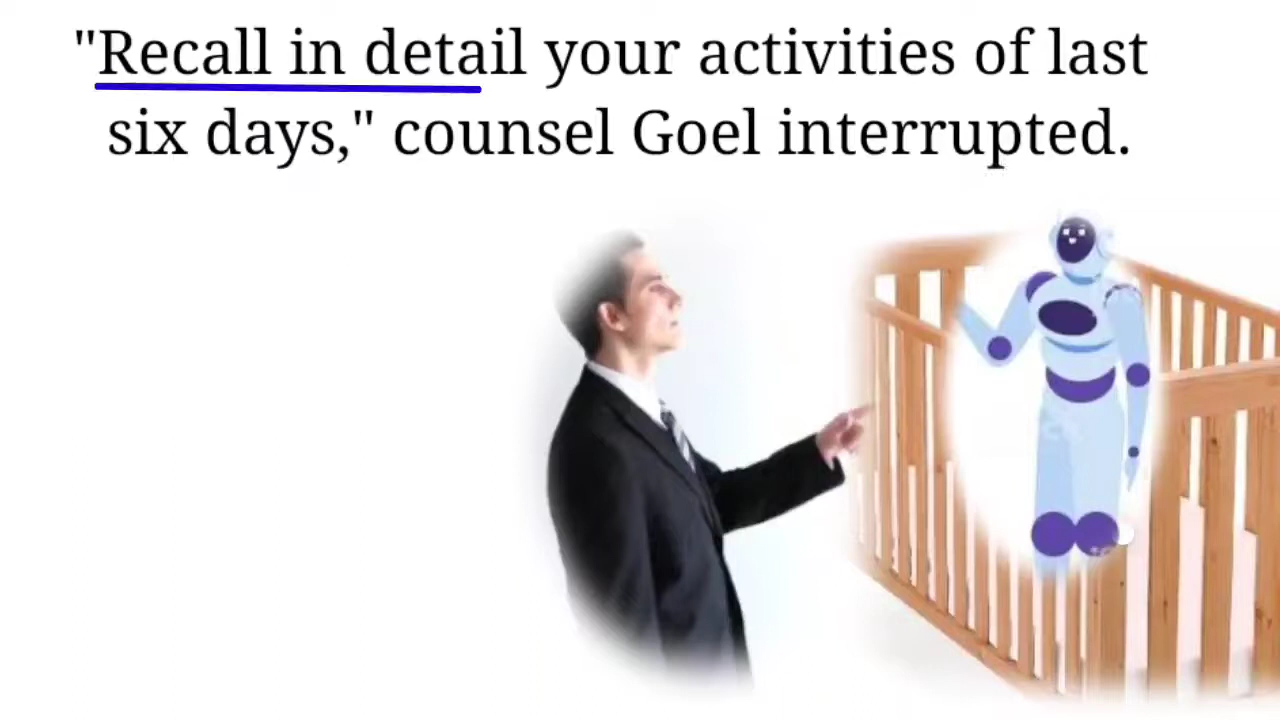 "Recall in detail your activities of last
six days," counsel Goel interrupted.